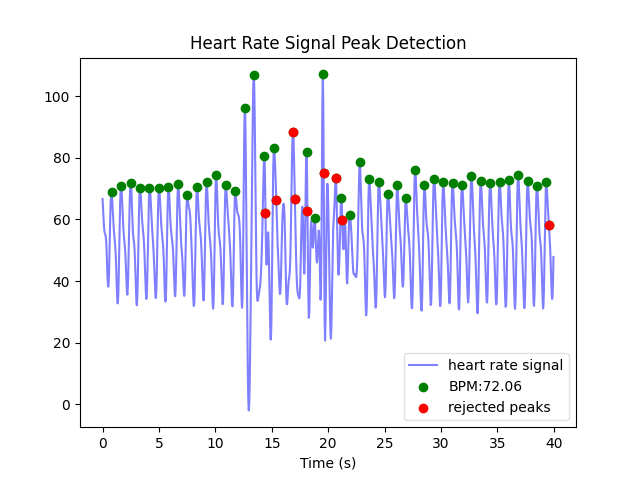 Heart Rate Signal Peak Detection
100
80
60
40
20
0
heart rate signal
BPM:72.06
rejected peaks
0 5 10 15 20 25 30 35 40
Time (s)